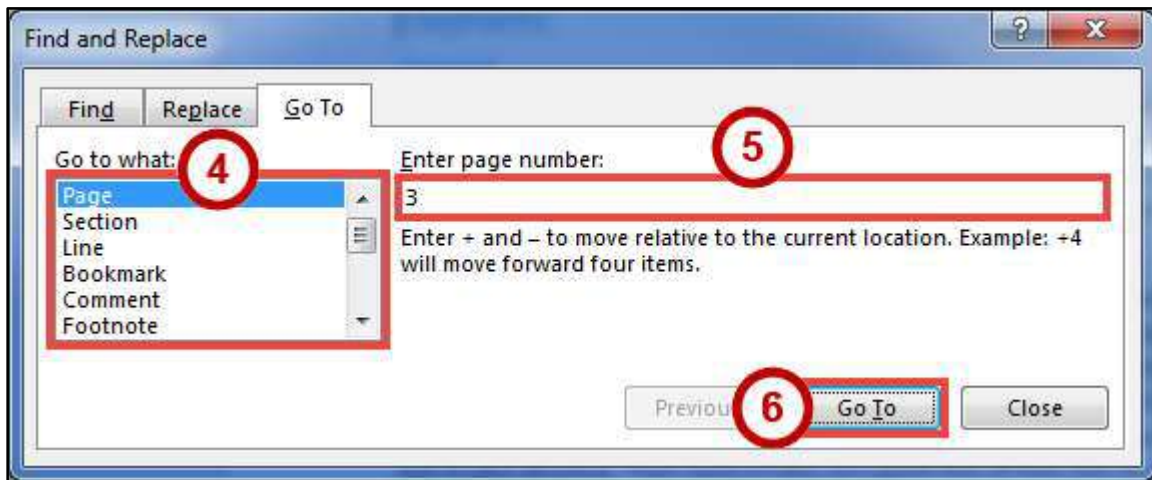 Find and Replace
? X
Find Replace Go To
Go to what: 4
Enter page number: 5
Page
Section
Line
Bookmark
Comment
Footnote
3
Enter + and – to move relative to the current location. Example: +4
will move forward four items.
6 Go To Close